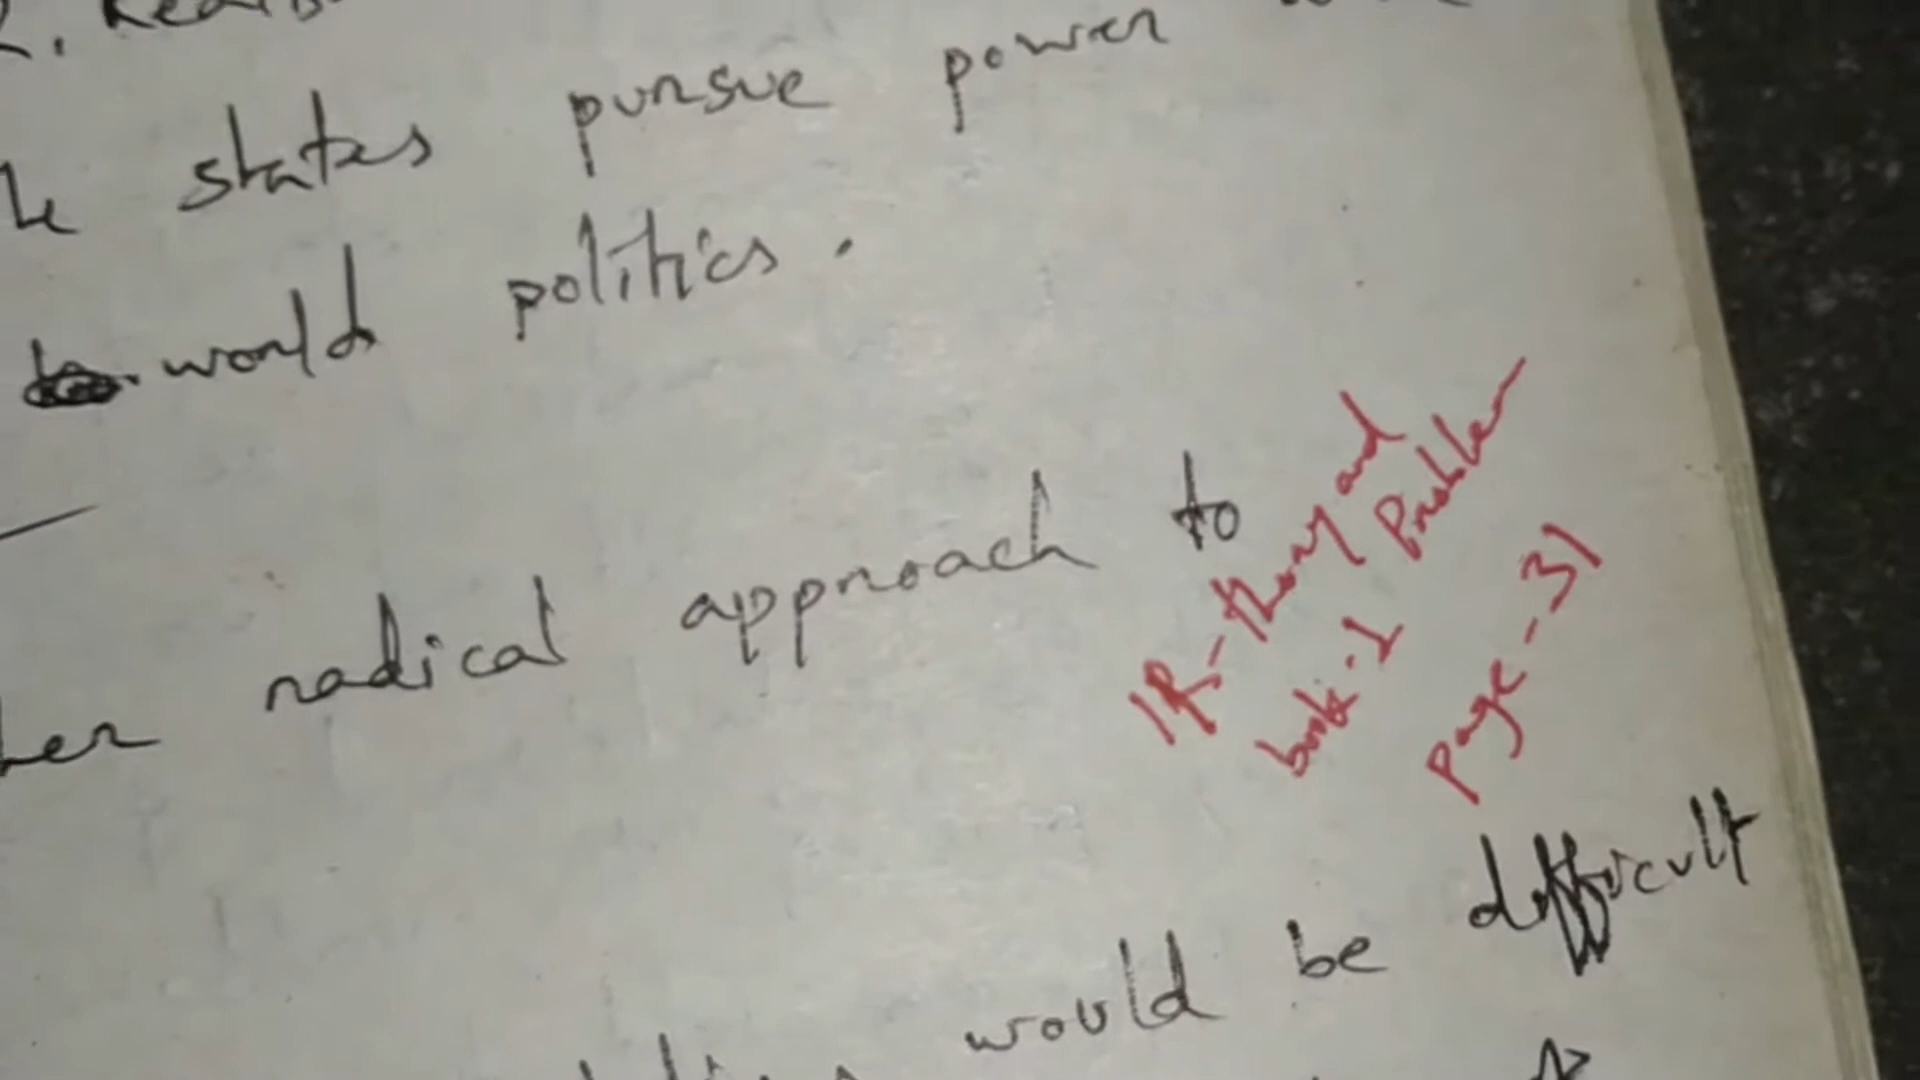 states pursue power
world politics.
radical approach to
IR-theory and
Problem
book-1
page-31
would be difficult